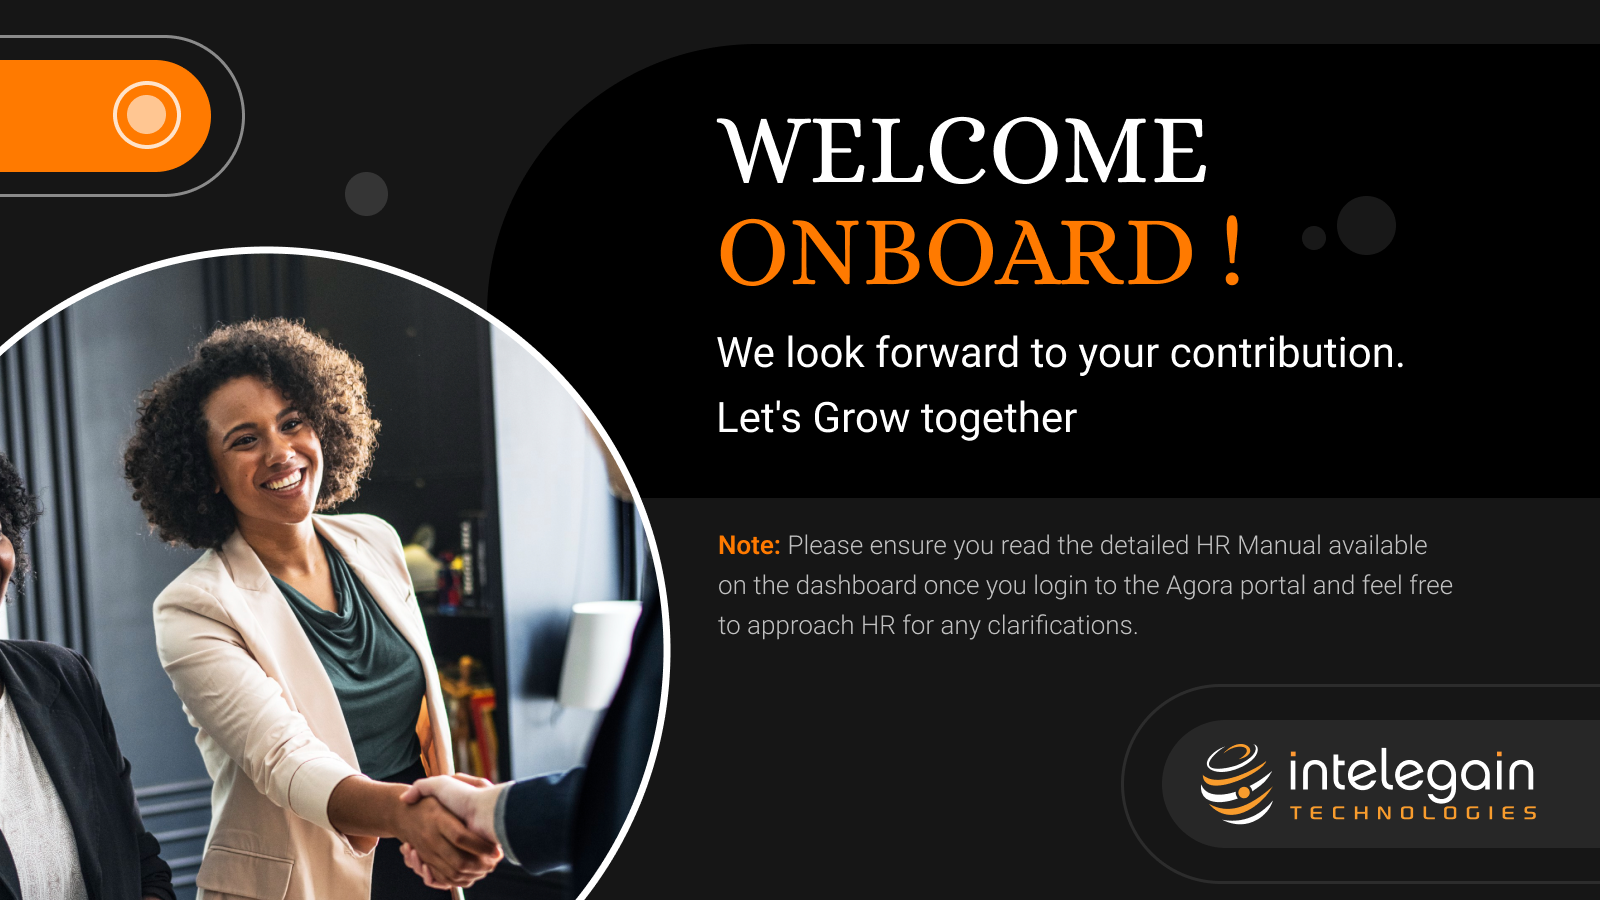 WELCOME
ONBOARD !
We look forward to your contribution.
Let's Grow together
Note: Please ensure you read the detailed HR Manual available
on the dashboard once you login to the Agora portal and feel free
to approach HR for any clarifications.
intelegain
TECHNOLOGIES